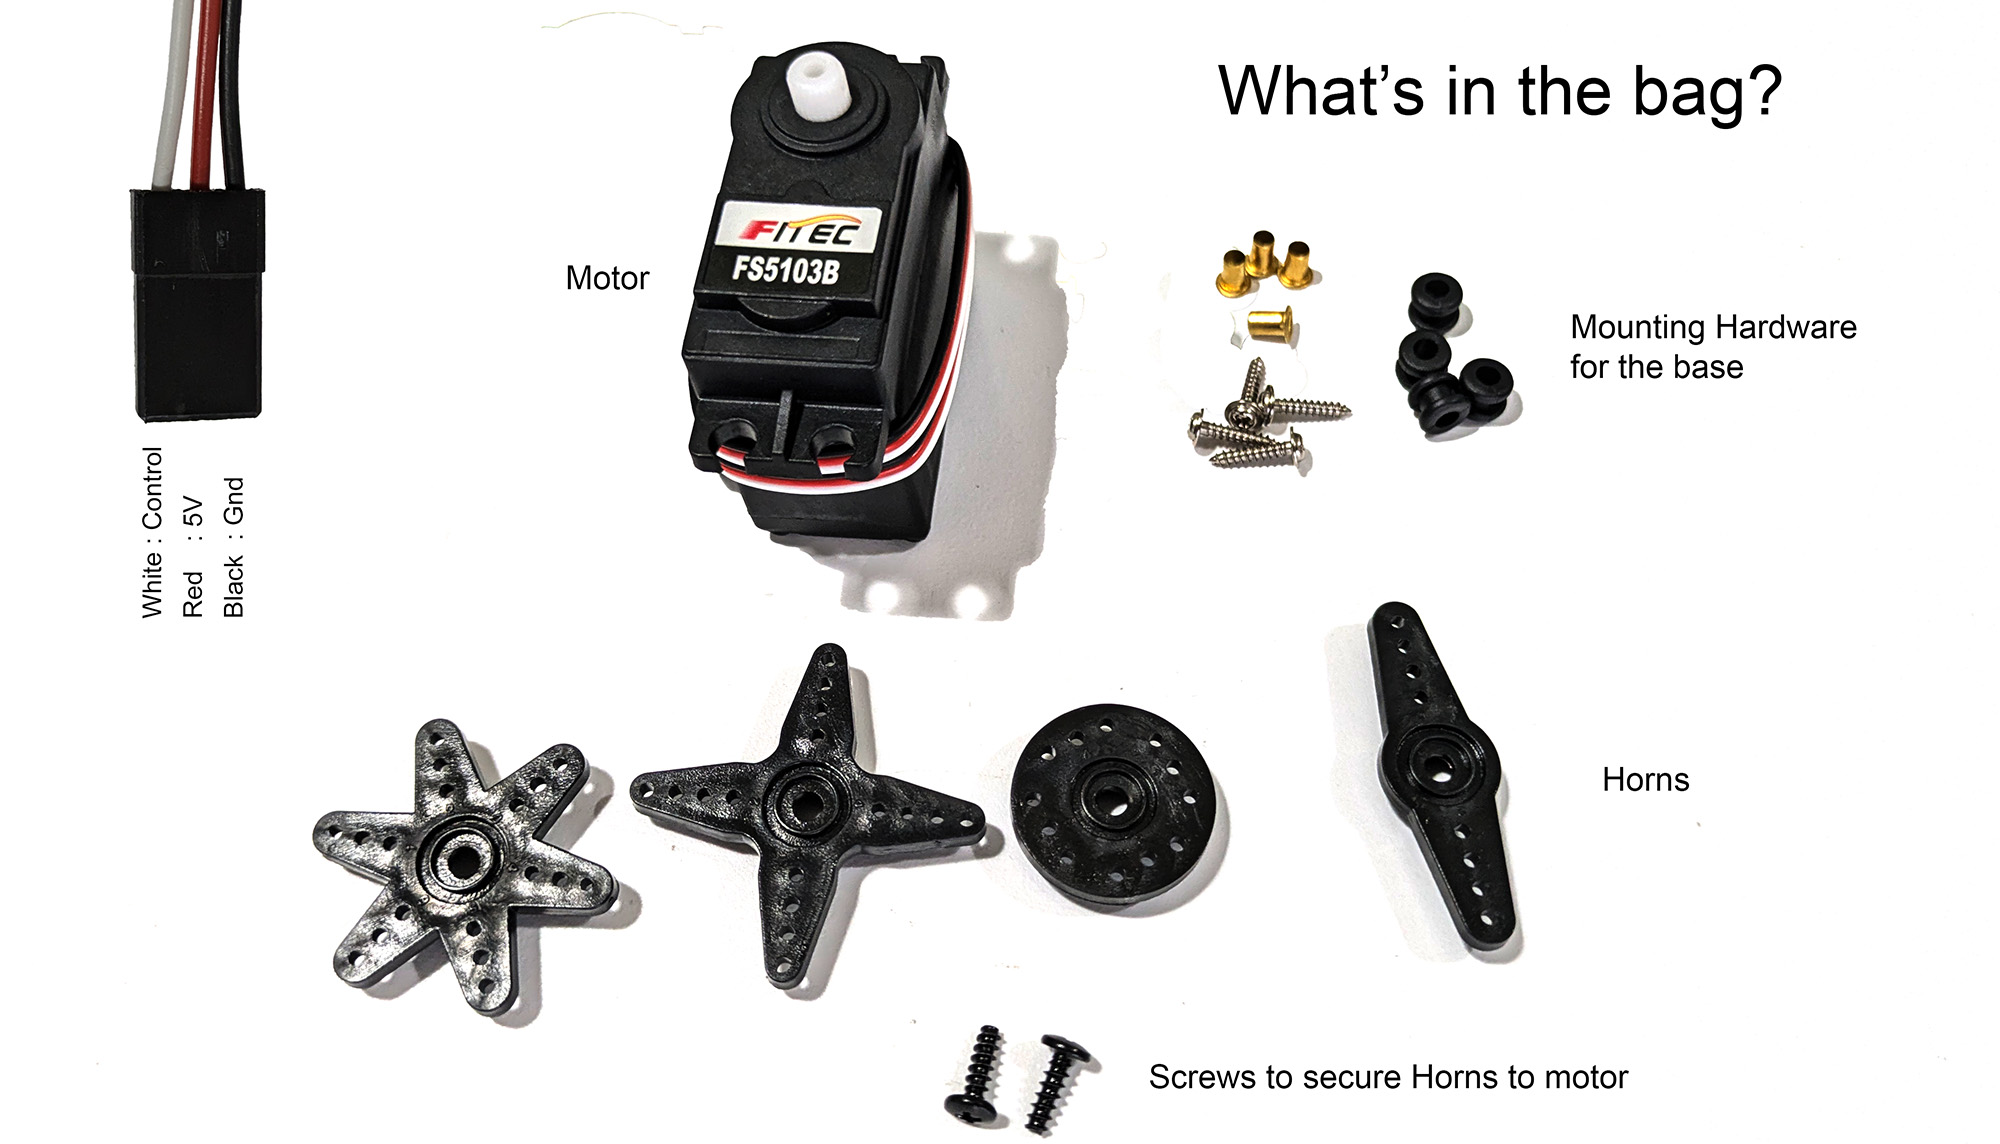 What's in the bag?
FITEC
FS5103B
Motor
Mounting Hardware
for the base
White : Control
Red : 5V
Black : Gnd
Horns
Screws to secure Horns to motor